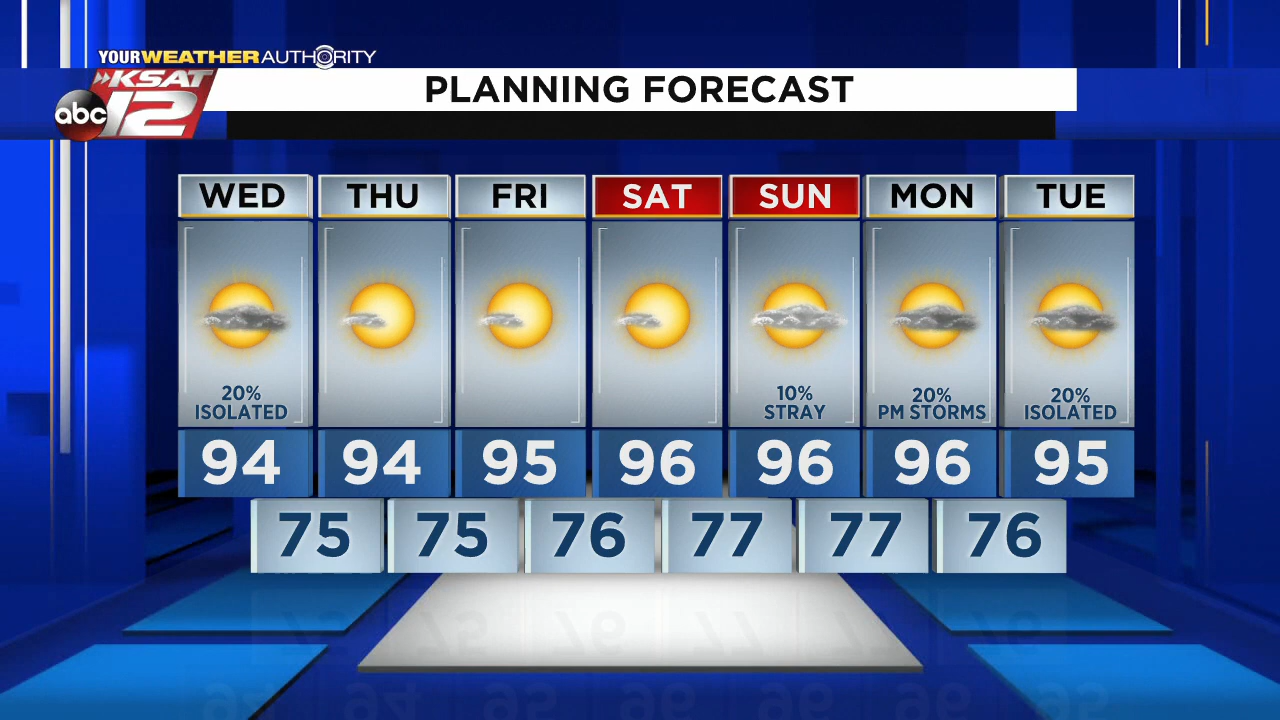 YOURWEATHERAUTHORITY
KSAT
abc 12
PLANNING FORECAST
WED THU FRI SAT SUN MON TUE
20% 10% 20% 20%
ISOLATED STRAY PM STORMS ISOLATED
94 94 95 96 96 96 95
75 75 76 77 77 76